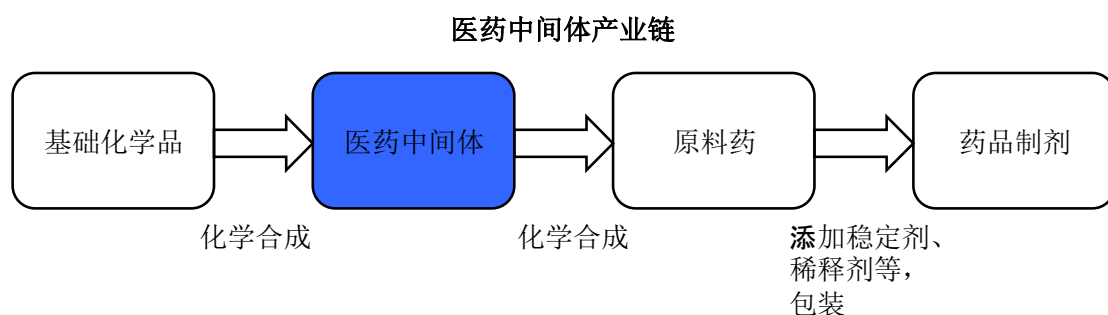 医药中间体产业链
基础化学品
医药中间体
原料药
药品制剂
化学合成
化学合成
添加稳定剂、
稀释剂等，
包装